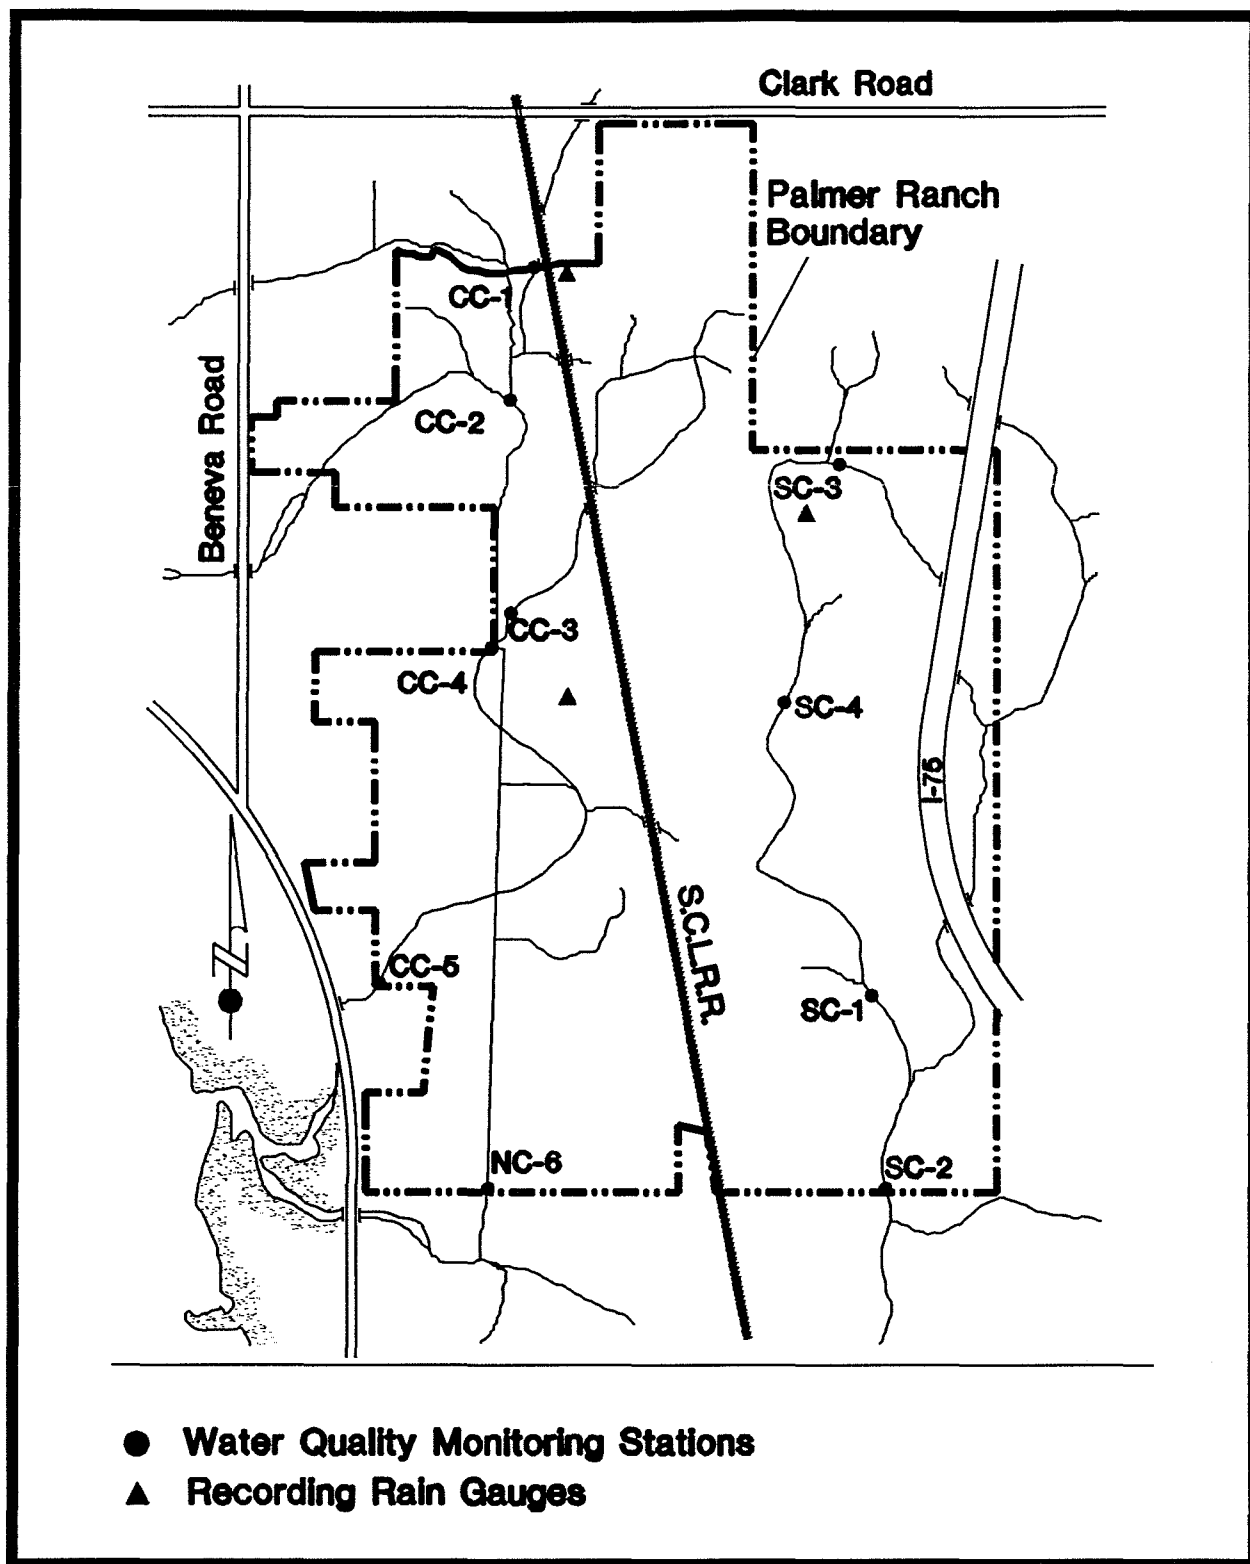 Clark Road
Palmer Ranch
Boundary
CC-1
Beneva Road
CC-2
SC-3
CC-3
CC-4
SC-4
I-75
S.C.L.R.R.
N
CC-5
SC-1
NC-6
SC-2
Water Quality Monitoring Stations
Recording Rain Gauges